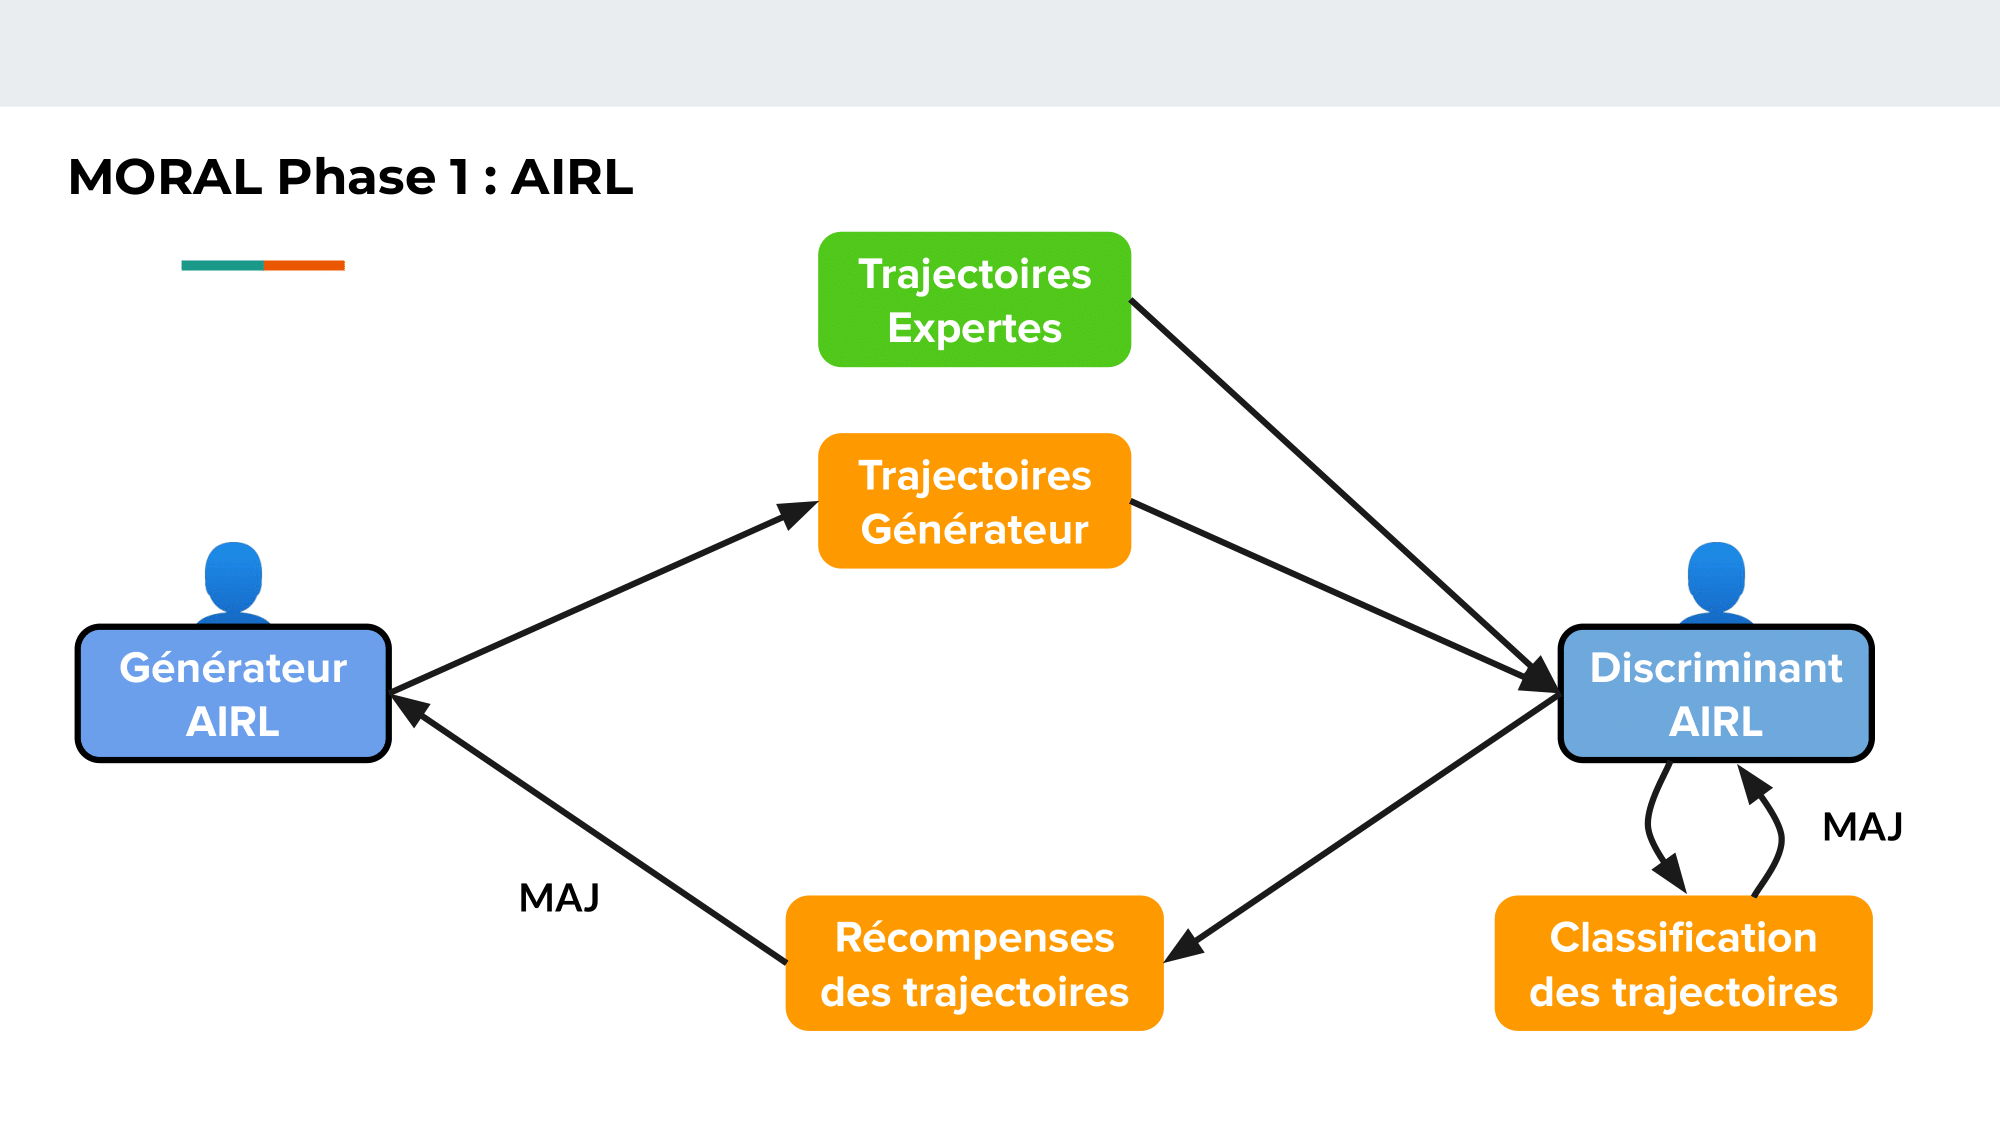 MORAL Phase 1 : AIRL
Trajectoires
Expertes
Trajectoires
Générateur
Générateur
AIRL
Discriminant
AIRL
MAJ
MAJ
Récompenses
des trajectoires
Classification
des trajectoires